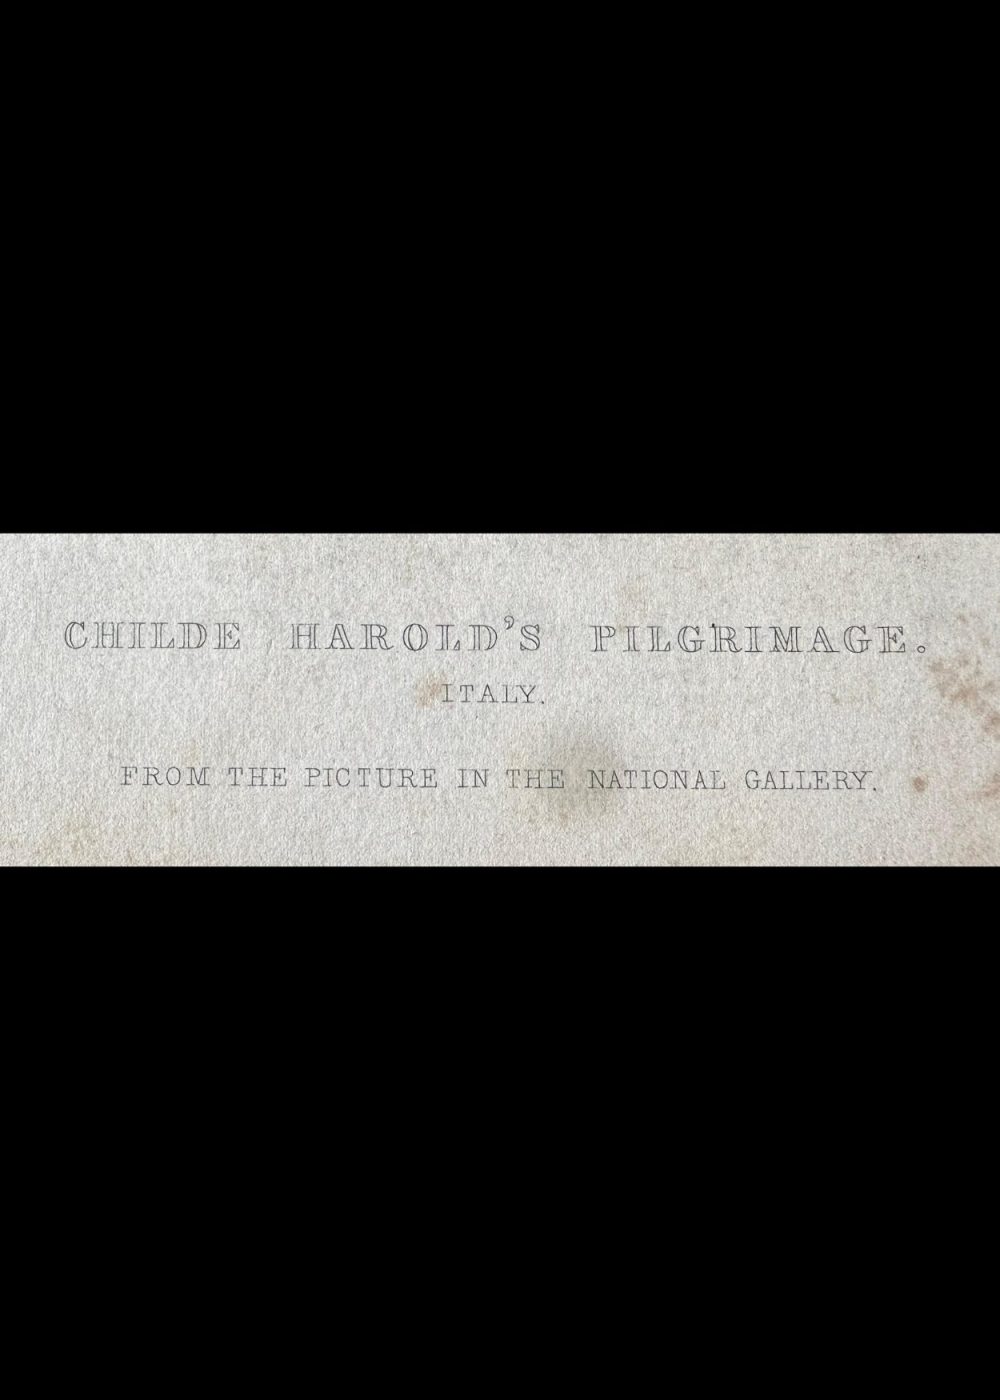 CHILDE HAROLD'S PILGRIMAGE.
ITALY.
FROM THE PICTURE IN THE NATIONAL GALLERY.